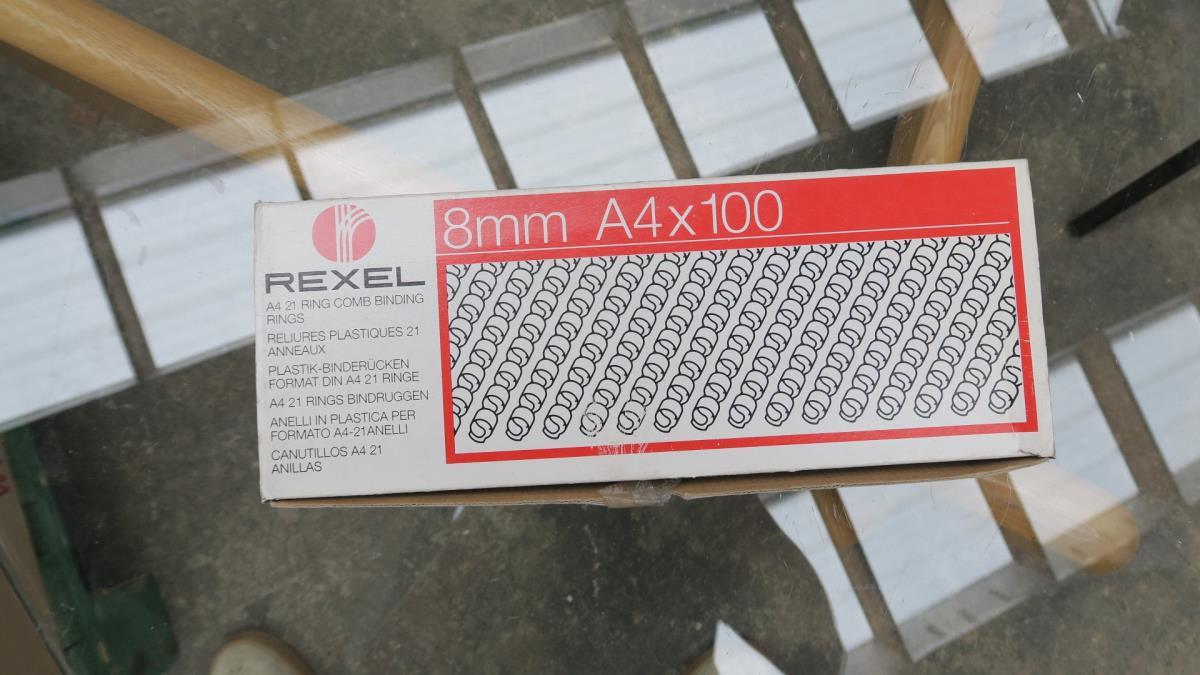 REXEL
A4 21 RING COMB BINDING
RINGS
RELIURES PLASTIQUES 21
ANNEAUX
PLASTIK-BINDERÜCKEN
FORMAT DIN A4 21 RINGE
A4 21 RINGS BINDRUGGEN
ANELLI IN PLASTICA PER
FORMATO A4-21ANELLI
CANUTILLOS A4 21
ANILLAS
8mm A4x100